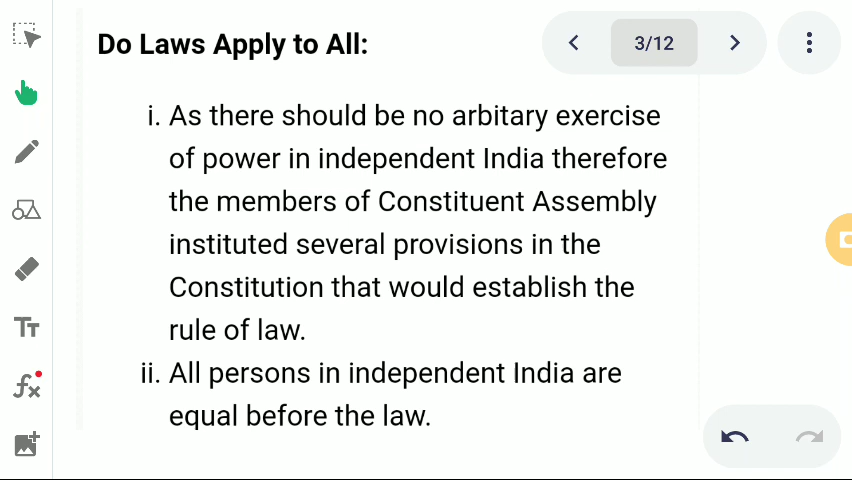 Do Laws Apply to All:
3/12
i. As there should be no arbitary exercise
of power in independent India therefore
the members of Constituent Assembly
instituted several provisions in the
Constitution that would establish the
rule of law.
ii. All persons in independent India are
equal before the law.
TT
fx